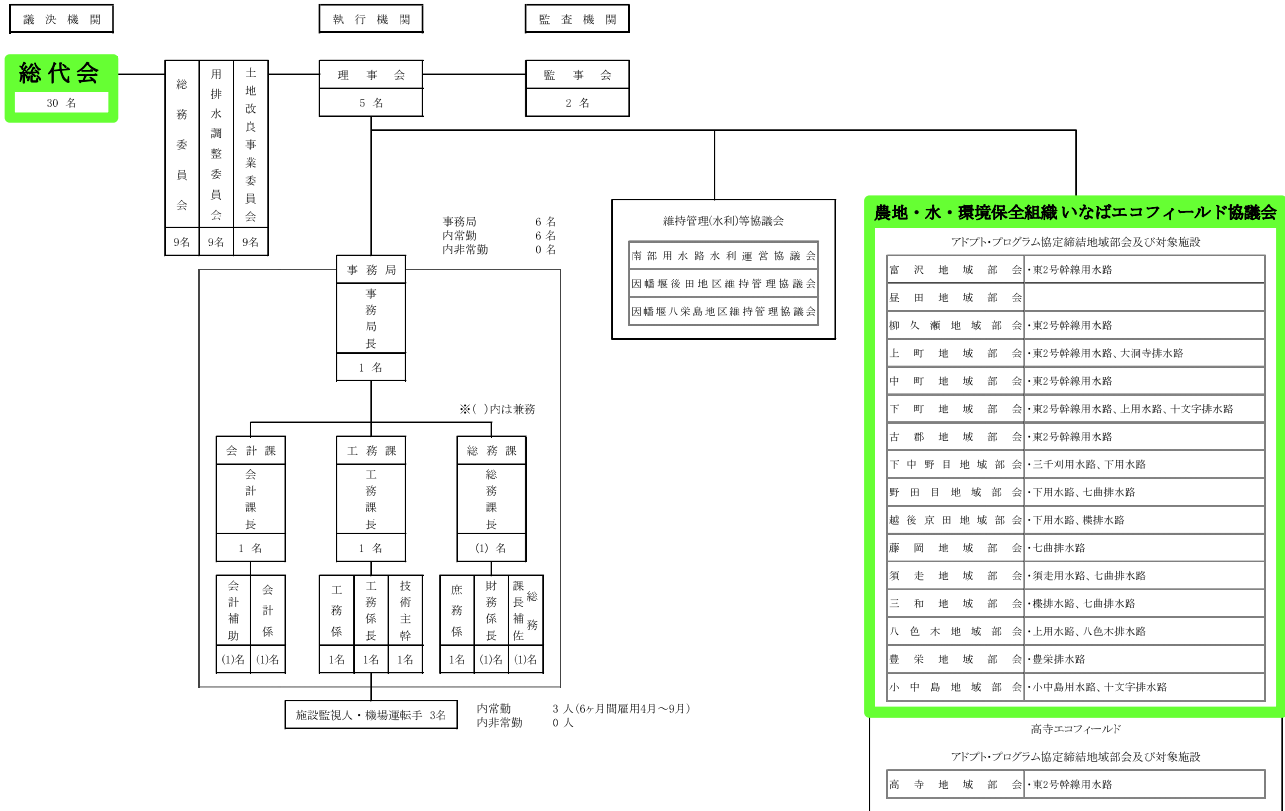 議決機関
執行機関
監査機関
総代会
30 名
総務委員会
9名
用排水調整委員会
9名
土地改良事業委員会
9名
理事会
5 名
監事会
2 名
事務局 6 名
内常勤 6 名
内非常勤 0 名
維持管理(水利)等協議会
南部用水路水利運営協議会
因幡堰後田地区維持管理協議会
因幡堰八栄島地区維持管理協議会
事務局
事務局長
1 名
※( )内は兼務
会計課
会計課長
1 名
工務課
工務課長
1 名
総務課
総務課長
(1) 名
会計補助
(1)名
会計係
(1)名
工務係
1名
工務係長
1名
技術主幹
1名
庶務係
1名
財務係長
(1)名
総務課長補佐
(1)名
施設監視人・機場運転手 3名
内常勤 3 人(6ヶ月間雇用4月～9月)
内非常勤 0 人
農地・水・環境保全組織 いなばエコフィールド協議会
アドプト・プログラム協定締結地域部会及び対象施設
富沢地域部会 ・東2号幹線用水路
昼田地域部会
柳久瀬地域部会 ・東2号幹線用水路
上町地域部会 ・東2号幹線用水路、大洞寺排水路
中町地域部会 ・東2号幹線用水路
下町地域部会 ・東2号幹線用水路、上用水路、十文字排水路
古郡地域部会 ・東2号幹線用水路
下中野目地域部会 ・三千刈用水路、下用水路
野田目地域部会 ・下用水路、七曲排水路
越後京田地域部会 ・下用水路、楪排水路
藤岡地域部会 ・七曲排水路
須走地域部会 ・須走用水路、七曲排水路
三和地域部会 ・楪排水路、七曲排水路
八色木地域部会 ・上用水路、八色木排水路
豊栄地域部会 ・豊栄排水路
小中島地域部会 ・小中島用水路、十文字排水路
高寺エコフィールド
アドプト・プログラム協定締結地域部会及び対象施設
高寺地域部会 ・東2号幹線用水路